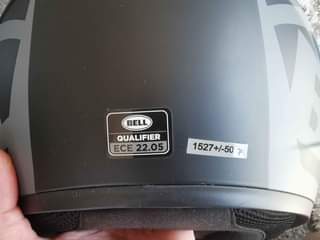 BELL
QUALIFIER
ECE 22.05
1527+/-50